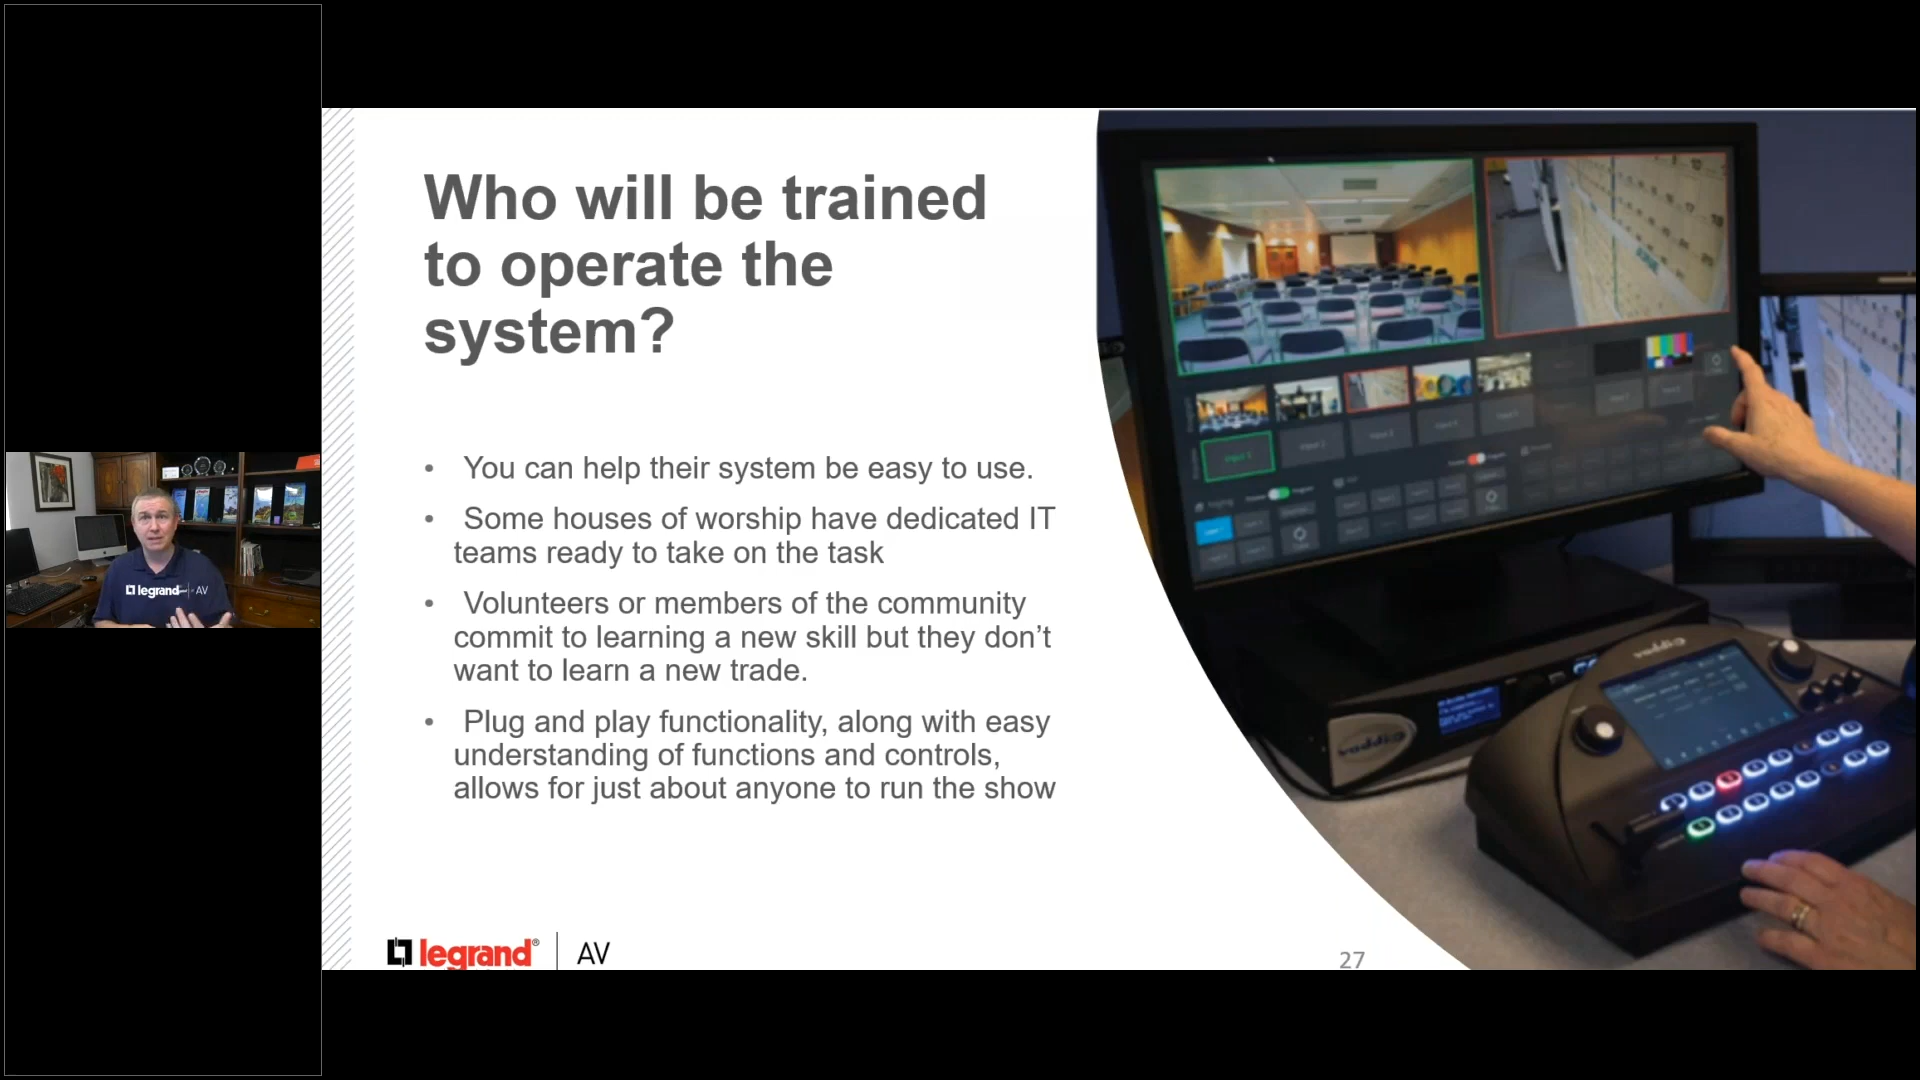 Who will be trained
to operate the
system?
• You can help their system be easy to use.
• Some houses of worship have dedicated IT
teams ready to take on the task
• Volunteers or members of the community
commit to learning a new skill but they don’t
want to learn a new trade.
• Plug and play functionality, along with easy
understanding of functions and controls,
allows for just about anyone to run the show
legrand® | AV
27
legrand | AV
vaddio
vaddio